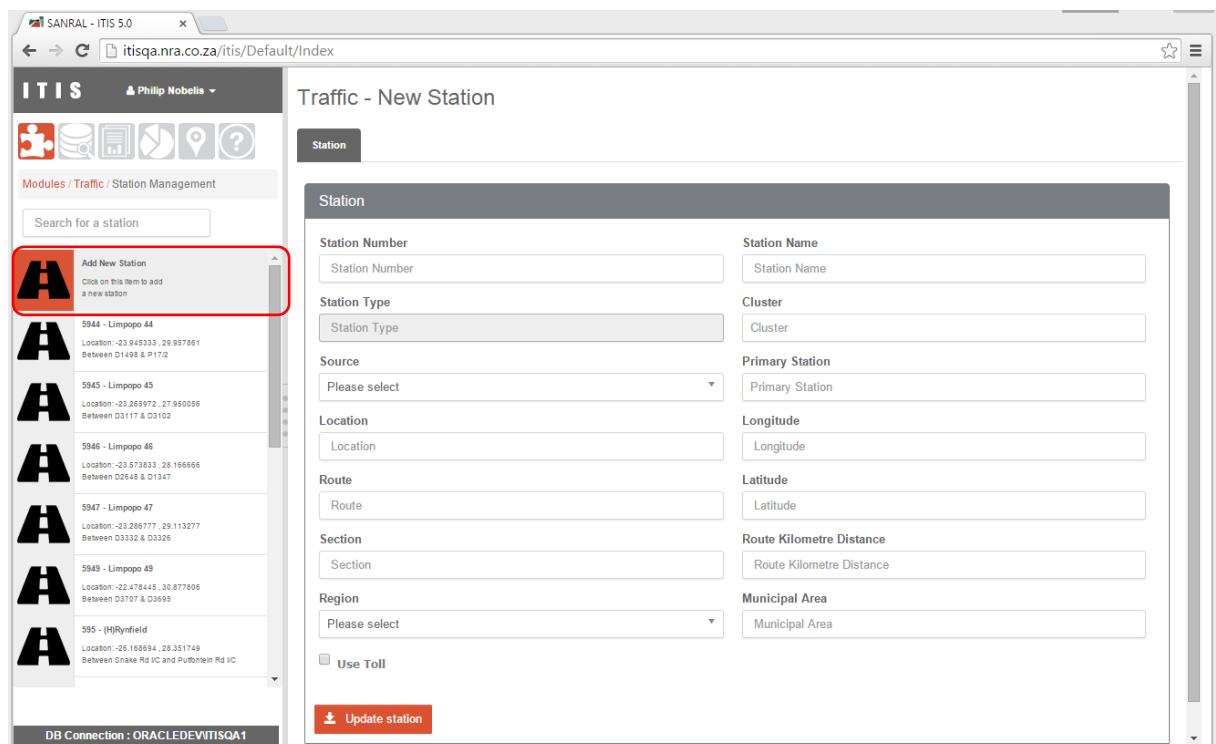 SANRAL - ITIS 5.0
itisqa.nra.co.za/itis/Default/Index
ITIS
Philip Nobelis
Modules / Traffic / Station Management
Search for a station
Add New Station
Click on this item to add
a new station
5944 - Limpopo 44
Location: -23.945333 , 29.957861
Between D1498 & P17/2
5945 - Limpopo 45
Location: -23.265972 , 27.950056
Between D3117 & D3102
5946 - Limpopo 46
Location: -23.573833 , 28.166666
Between D2648 & D1347
5947 - Limpopo 47
Location: -23.286777 , 29.113277
Between D3332 & D3326
5949 - Limpopo 49
Location: -22.478445 , 30.877806
Between D3707 & D3695
595 - (H)Rynfield
Location: -26.168694 , 28.351749
Between Snake Rd I/C and Putfontein Rd I/C
DB Connection : ORACLEDEV\ITISQA1
Traffic - New Station
Station
Station
Station Number
Station Number
Station Name
Station Name
Station Type
Station Type
Cluster
Cluster
Source
Please select
Primary Station
Primary Station
Location
Location
Longitude
Longitude
Route
Route
Latitude
Latitude
Section
Section
Route Kilometre Distance
Route Kilometre Distance
Region
Please select
Municipal Area
Municipal Area
Use Toll
Update station